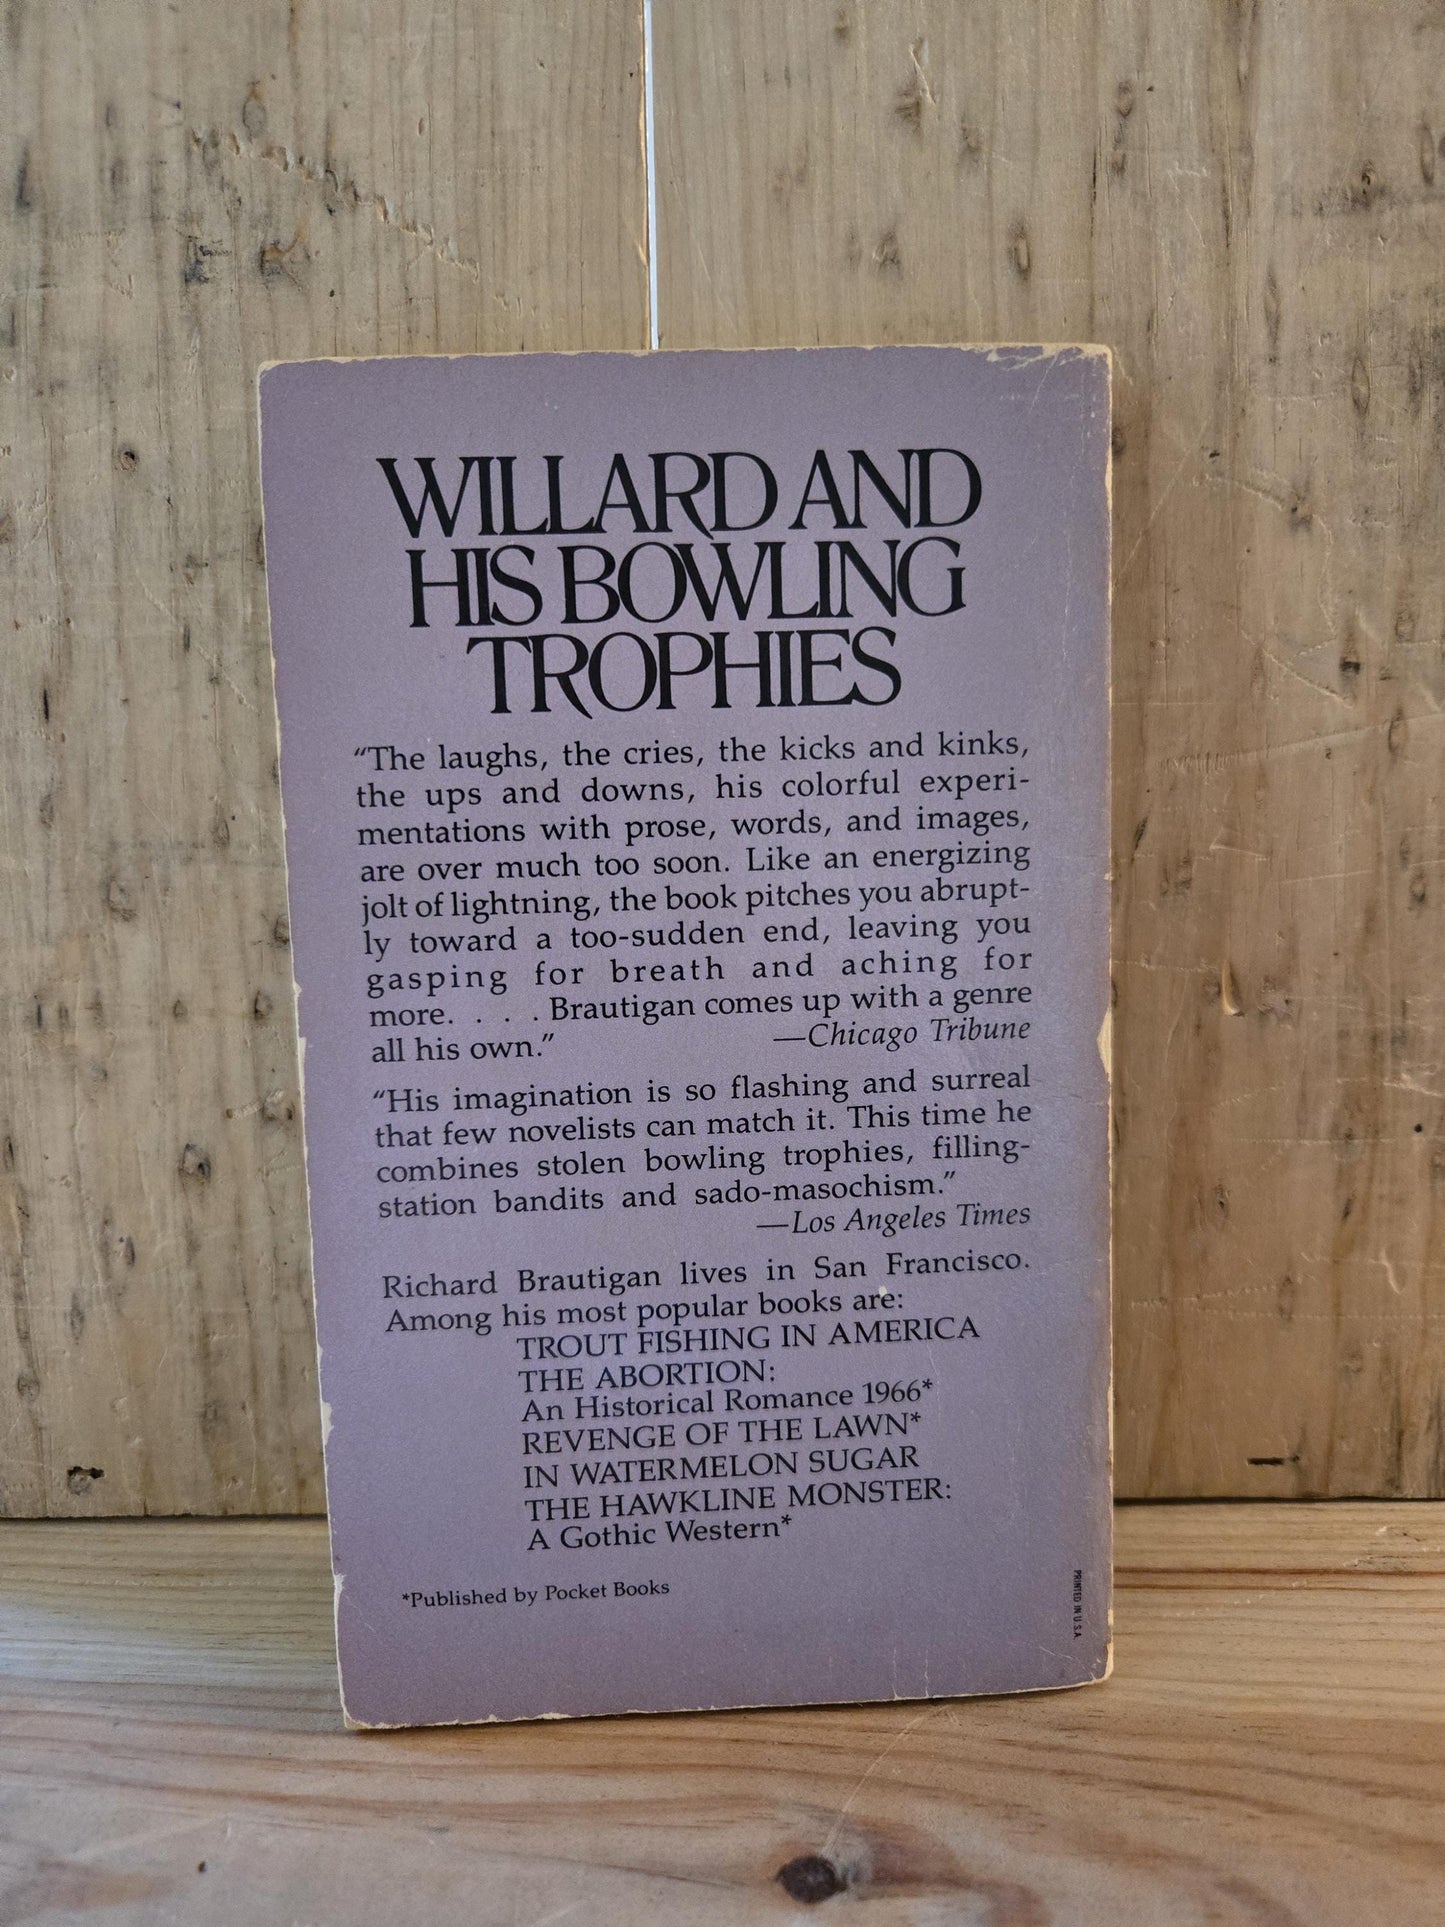 WILLARD AND
HIS BOWLING
TROPHIES
“The laughs, the cries, the kicks and kinks,
the ups and downs, his colorful experi-
mentations with prose, words, and images,
are over much too soon. Like an energizing
jolt of lightning, the book pitches you abrupt-
ly toward a too-sudden end, leaving you
gasping for breath and aching for
more. . . . Brautigan comes up with a genre
all his own.” —Chicago Tribune
“His imagination is so flashing and surreal
that few novelists can match it. This time he
combines stolen bowling trophies, filling-
station bandits and sado-masochism.”
—Los Angeles Times
Richard Brautigan lives in San Francisco.
Among his most popular books are:
TROUT FISHING IN AMERICA
THE ABORTION:
An Historical Romance 1966*
REVENGE OF THE LAWN*
IN WATERMELON SUGAR
THE HAWKLINE MONSTER:
A Gothic Western*
*Published by Pocket Books
PRINTED IN U.S.A.